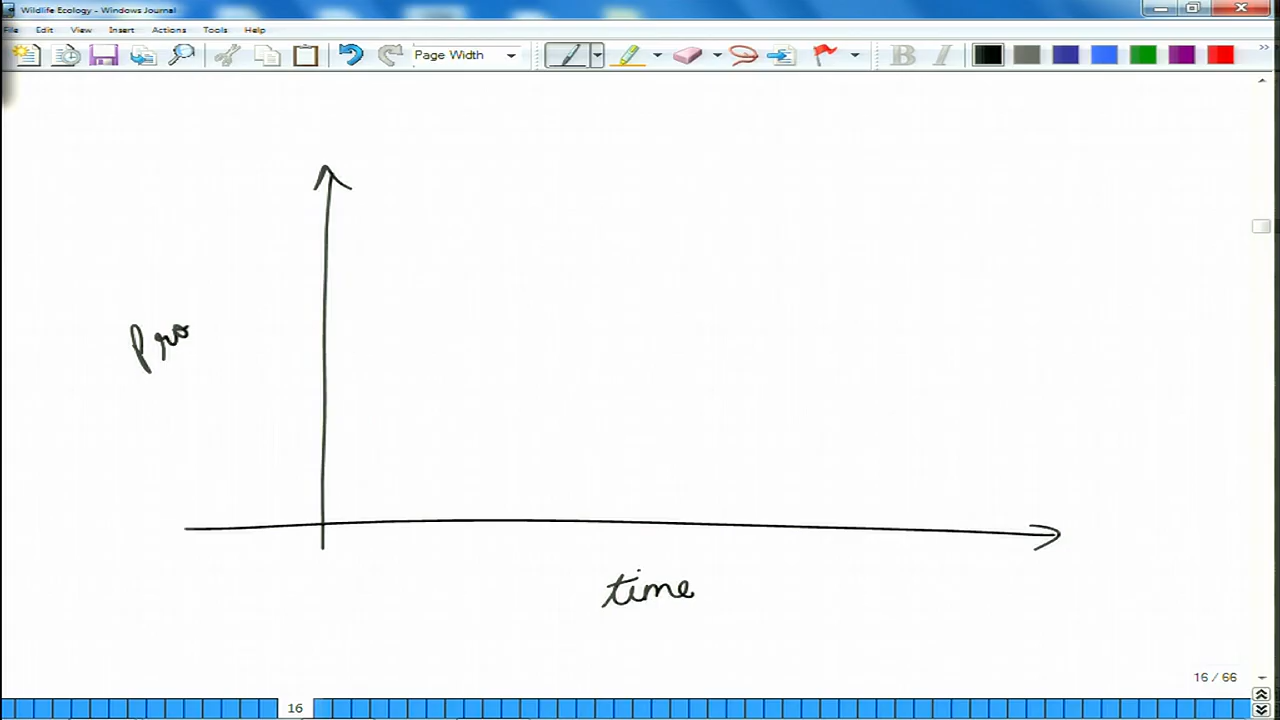 Wildlife Ecology - Windows Journal
File Edit View Insert Actions Tools Help
Page Width B I
Pro
time
16 / 66
16